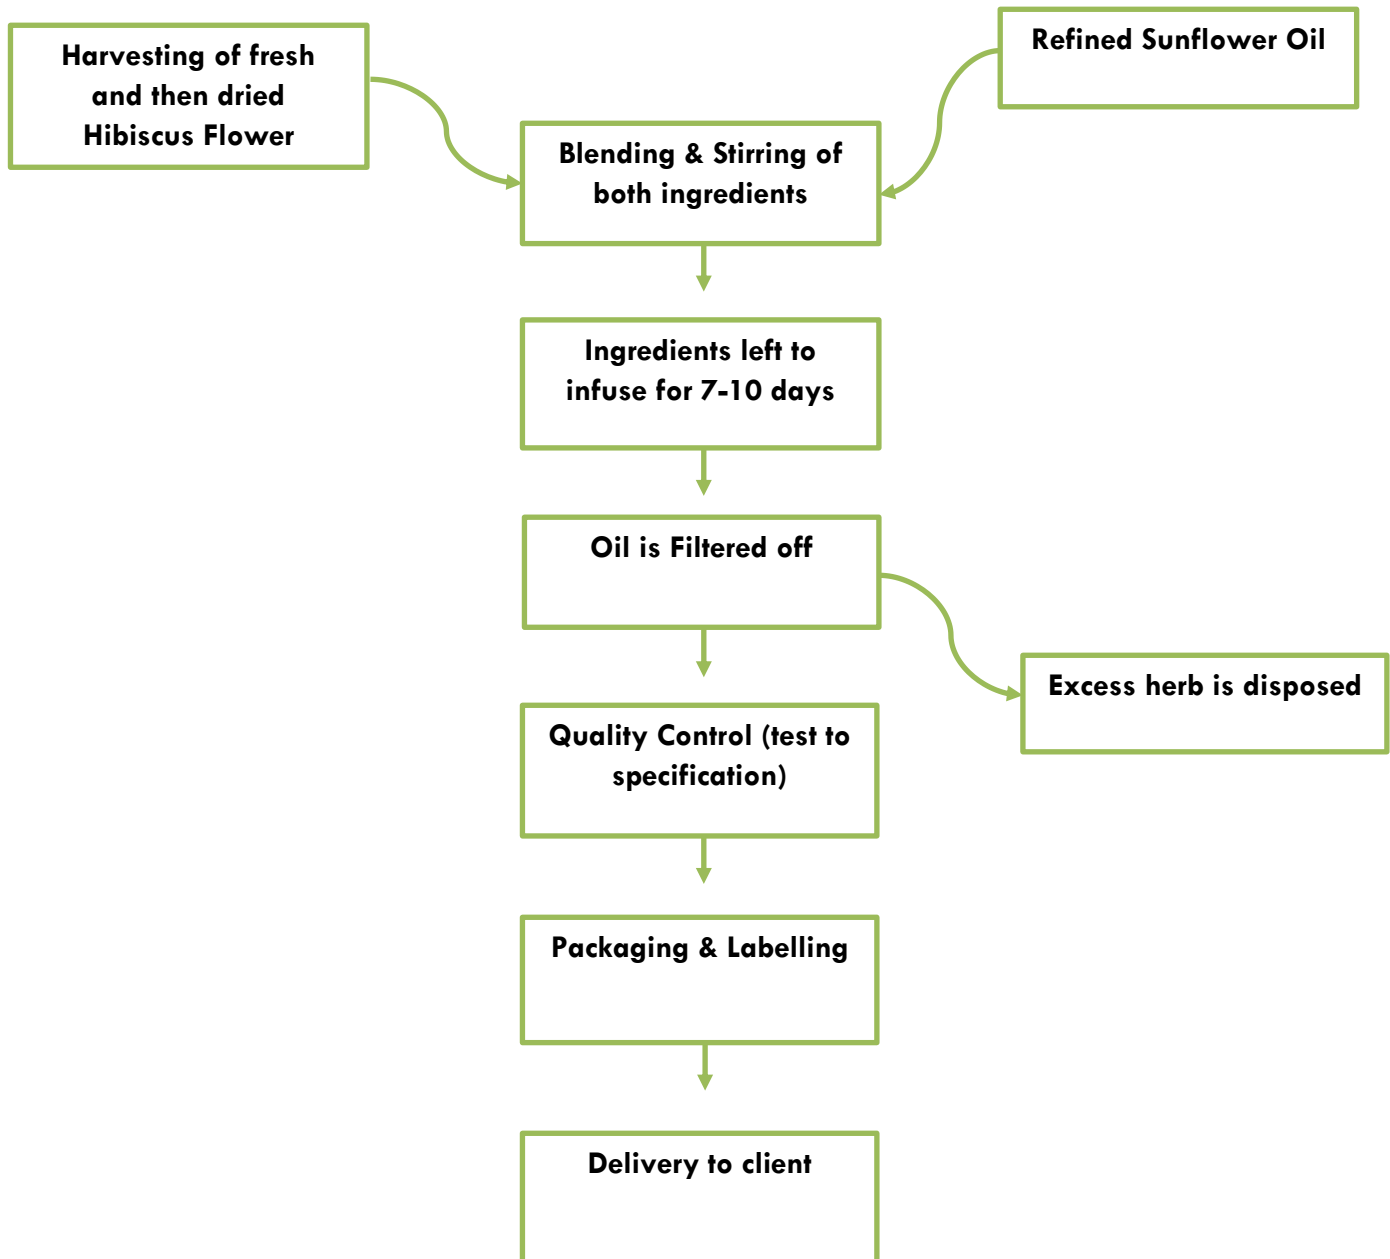 Harvesting of fresh
and then dried
Hibiscus Flower
Refined Sunflower Oil
Blending & Stirring of
both ingredients
Ingredients left to
infuse for 7-10 days
Oil is Filtered off
Excess herb is disposed
Quality Control (test to
specification)
Packaging & Labelling
Delivery to client